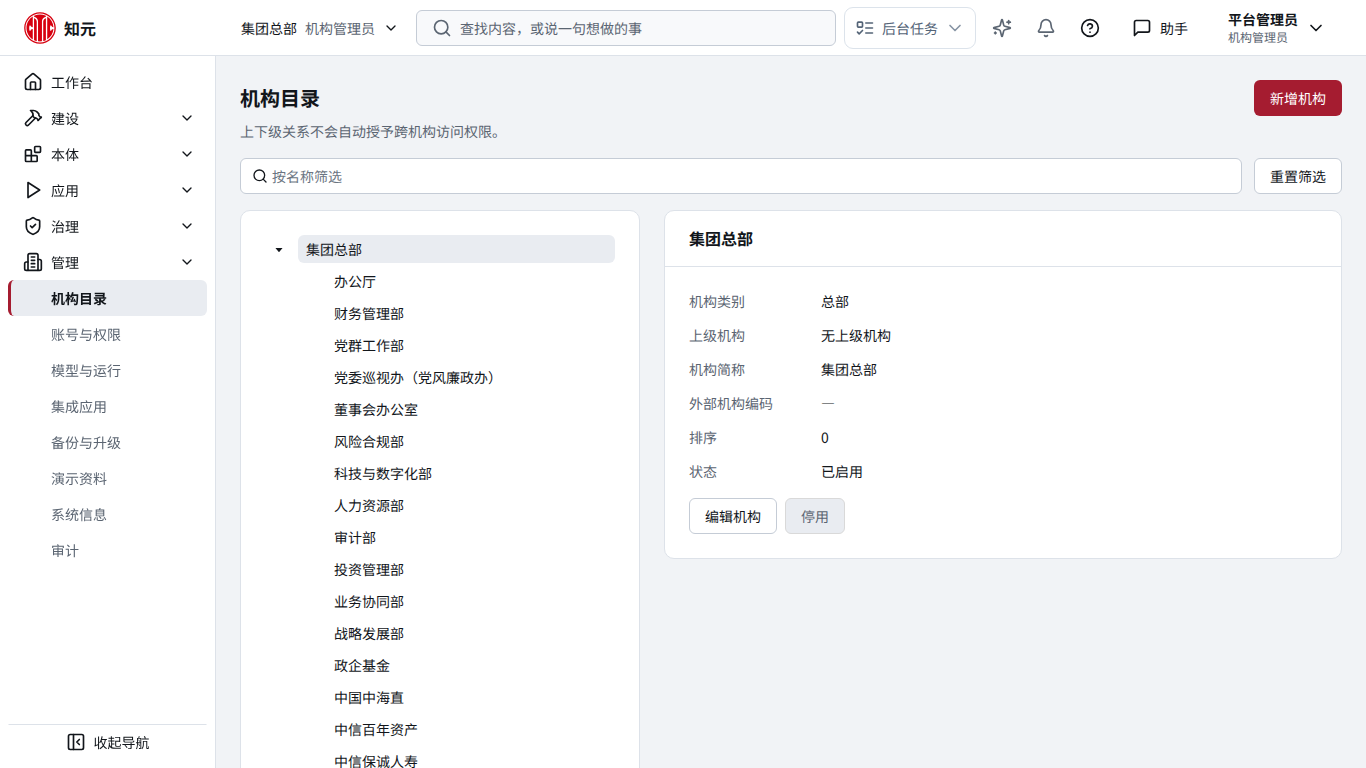 知元
集团总部 机构管理员
查找内容，或说一句想做的事
后台任务
助手
平台管理员
机构管理员
工作台
建设
本体
应用
治理
管理
机构目录
账号与权限
模型与运行
集成应用
备份与升级
演示资料
系统信息
审计
收起导航
机构目录
新增机构
上下级关系不会自动授予跨机构访问权限。
按名称筛选
重置筛选
集团总部
办公厅
财务管理部
党群工作部
党委巡视办（党风廉政办）
董事会办公室
风险合规部
科技与数字化部
人力资源部
审计部
投资管理部
业务协同部
战略发展部
政企基金
中国中海直
中信百年资产
中信保诚人寿
集团总部
机构类别 总部
上级机构 无上级机构
机构简称 集团总部
外部机构编码 —
排序 0
状态 已启用
编辑机构 停用